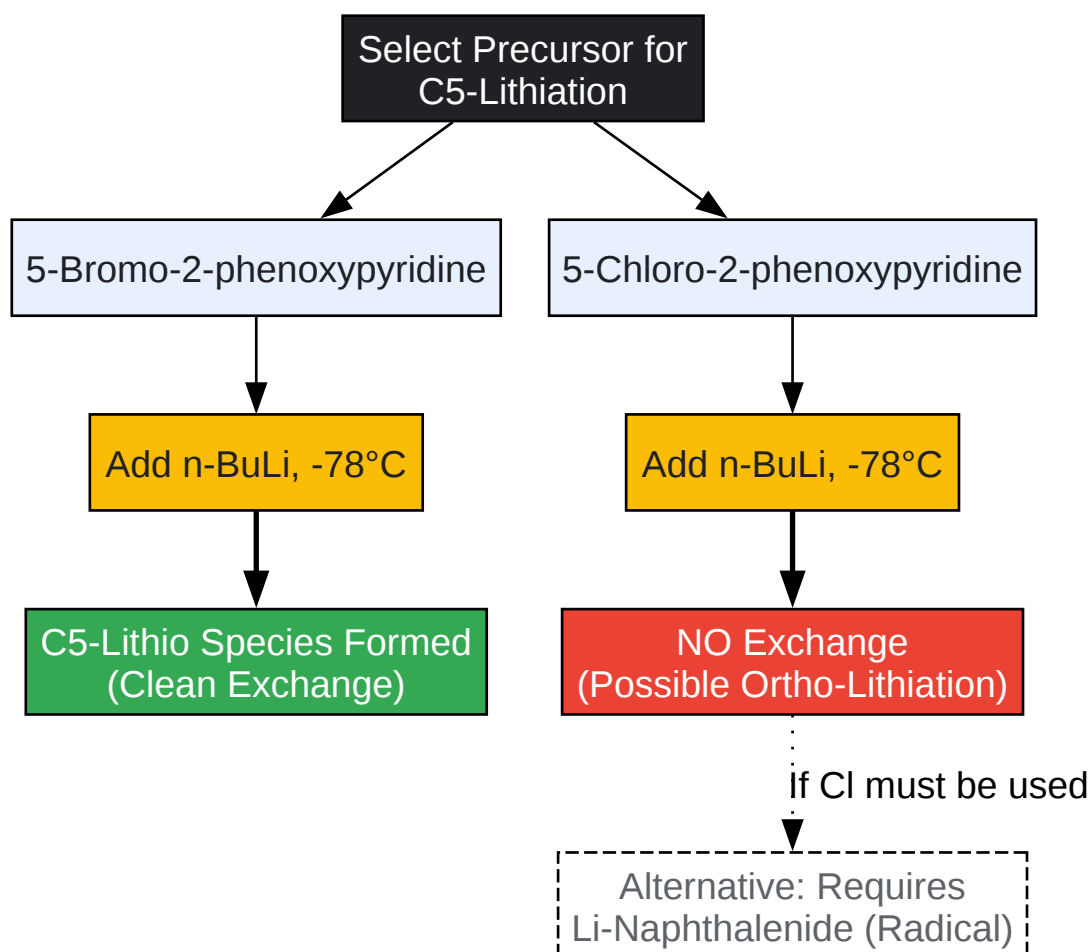 Select Precursor for
C5-Lithiation
5-Bromo-2-phenoxypyridine
5-Chloro-2-phenoxypyridine
Add n-BuLi, -78°C
Add n-BuLi, -78°C
C5-Lithio Species Formed
(Clean Exchange)
NO Exchange
(Possible Ortho-Lithiation)
If Cl must be used
Alternative: Requires
Li-Naphthalenide (Radical)